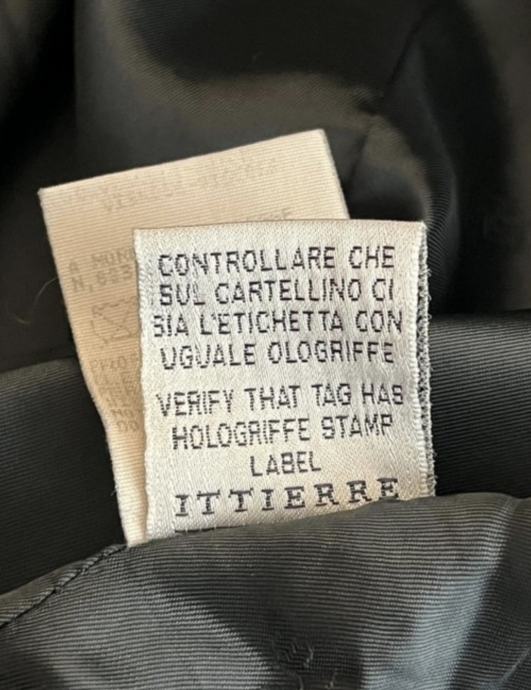 CONTROLLARE CHE
SUL CARTELLINO CI
SIA L'ETICHETTA CON
UGUALE OLOGRIFFE
VERIFY THAT TAG HAS
HOLOGRIFFE STAMP
LABEL
ITTIERRE